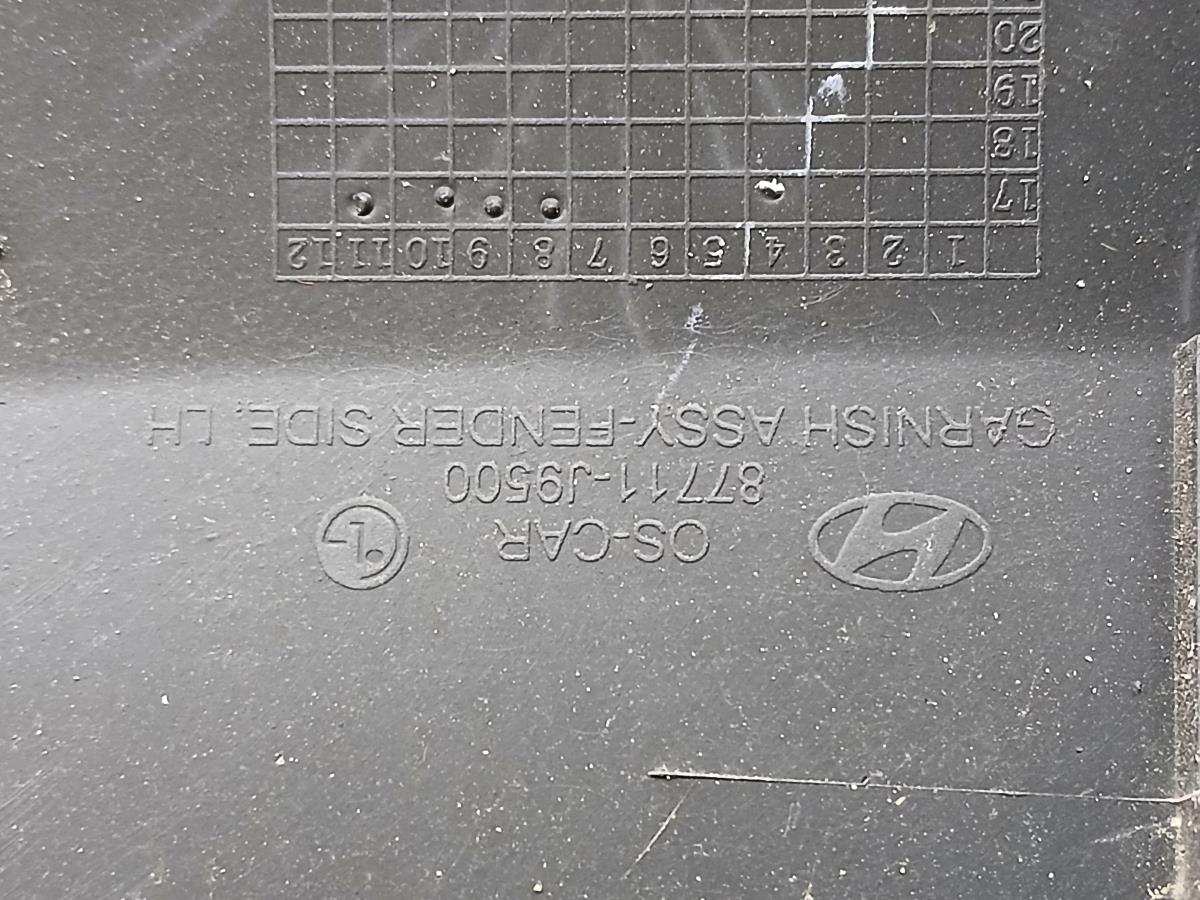 OS-CAR
87711-J9500
GARNISH ASSY-FENDER SIDE, LH
1 2 3 4 5 6 7 8 9 10 11 12
17
18
19
20